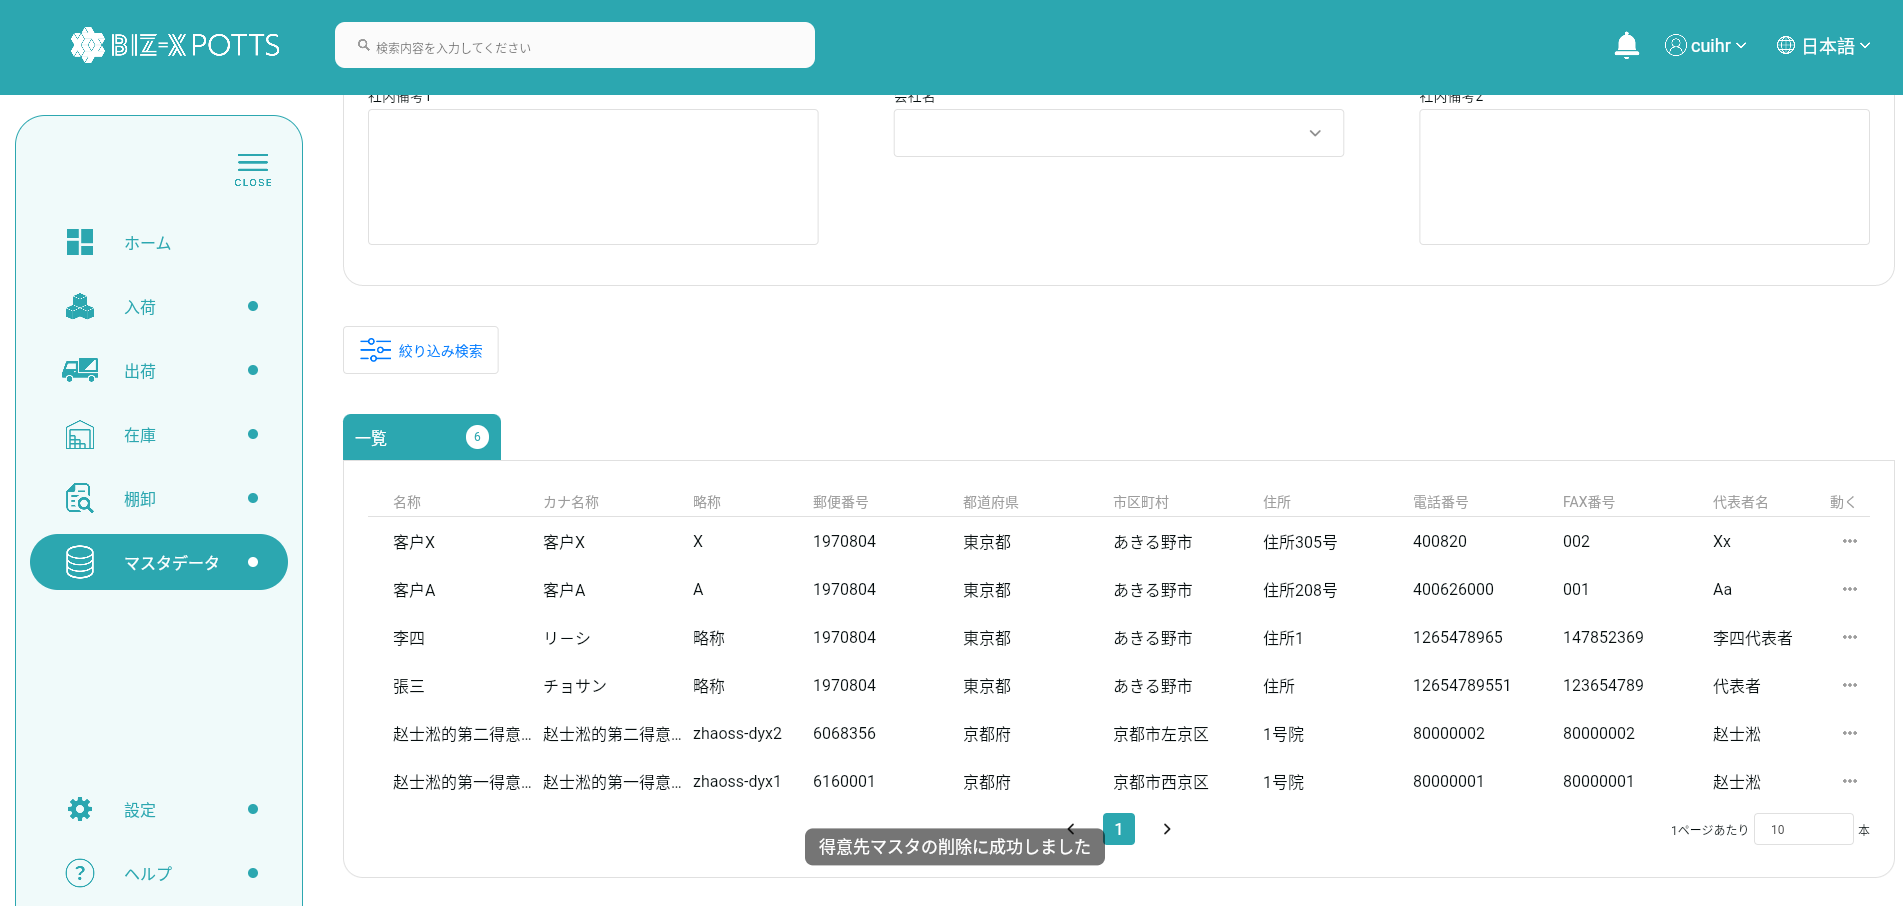 BIZ=X POTTS
検索内容を入力してください
cuihr
日本語
社内備考1
会社名
社内備考2
CLOSE
ホーム
入荷
出荷
在庫
棚卸
マスタデータ
設定
ヘルプ
絞り込み検索
一覧 6
名称 カナ名称 略称 郵便番号 都道府県 市区町村 住所 電話番号 FAX番号 代表者名 動く
客户X 客户X X 1970804 東京都 あきる野市 住所305号 400820 002 Xx
客户A 客户A A 1970804 東京都 あきる野市 住所208号 400626000 001 Aa
李四 リーシ 略称 1970804 東京都 あきる野市 住所1 1265478965 147852369 李四代表者
張三 チョサン 略称 1970804 東京都 あきる野市 住所 12654789551 123654789 代表者
赵士淞的第二得意... 赵士淞的第二得意... zhaoss-dyx2 6068356 京都府 京都市左京区 1号院 80000002 80000002 赵士淞
赵士淞的第一得意... 赵士淞的第一得意... zhaoss-dyx1 6160001 京都府 京都市西京区 1号院 80000001 80000001 赵士淞
1
1ページあたり 10 本
得意先マスタの削除に成功しました